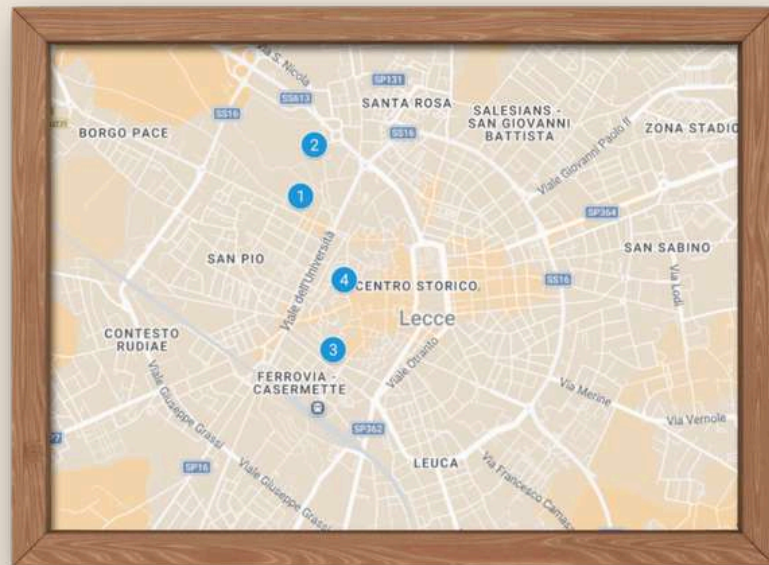 Via S. Nicola
SP131
SS613
SANTA ROSA
SS16
SALESIANS -
SAN GIOVANNI
BATTISTA
BORGO PACE
SS16
ZONA STADIO
2
Viale Giovanni Paolo II
1
SP364
SAN PIO
Viale dell'Università
SAN SABINO
4
CENTRO STORICO
SS16
Via Lodi
Lecce
CONTESTO
RUDIAE
3
Viale Otranto
FERROVIA -
CASERMETTE
Via Merine
Viale Giuseppe Grassi
Via Vernole
SP362
SP16
Viale Giuseppe Grassi
LEUCA
Via Francesco